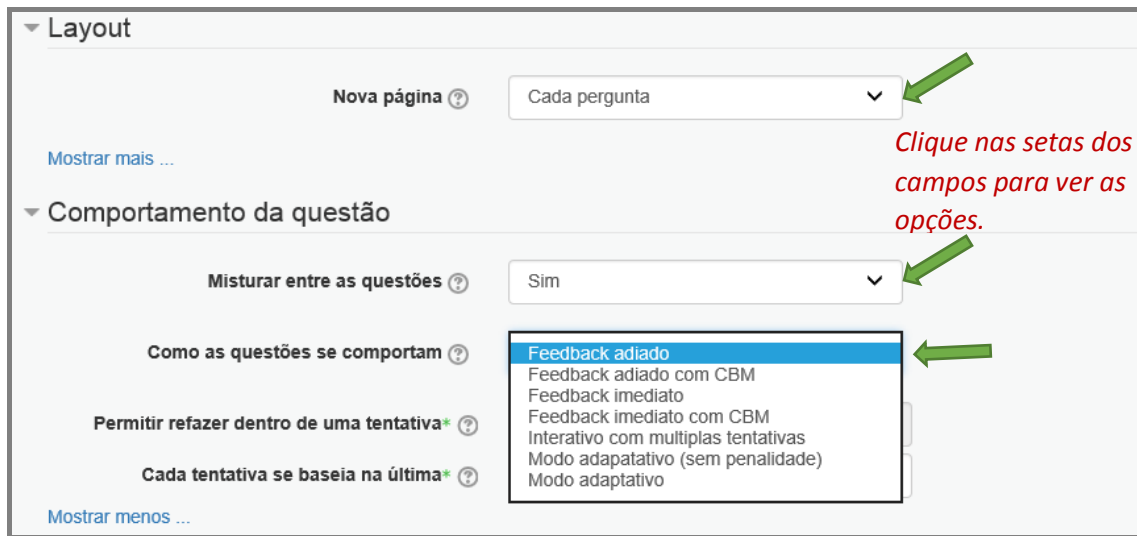 Layout
Nova página
Cada pergunta
Mostrar mais ...
Clique nas setas dos
campos para ver as
opções.
Comportamento da questão
Misturar entre as questões
Sim
Como as questões se comportam
Feedback adiado
Feedback adiado com CBM
Feedback imediato
Feedback imediato com CBM
Interativo com multiplas tentativas
Modo adapatativo (sem penalidade)
Modo adaptativo
Permitir refazer dentro de uma tentativa*
Cada tentativa se baseia na última*
Mostrar menos ...